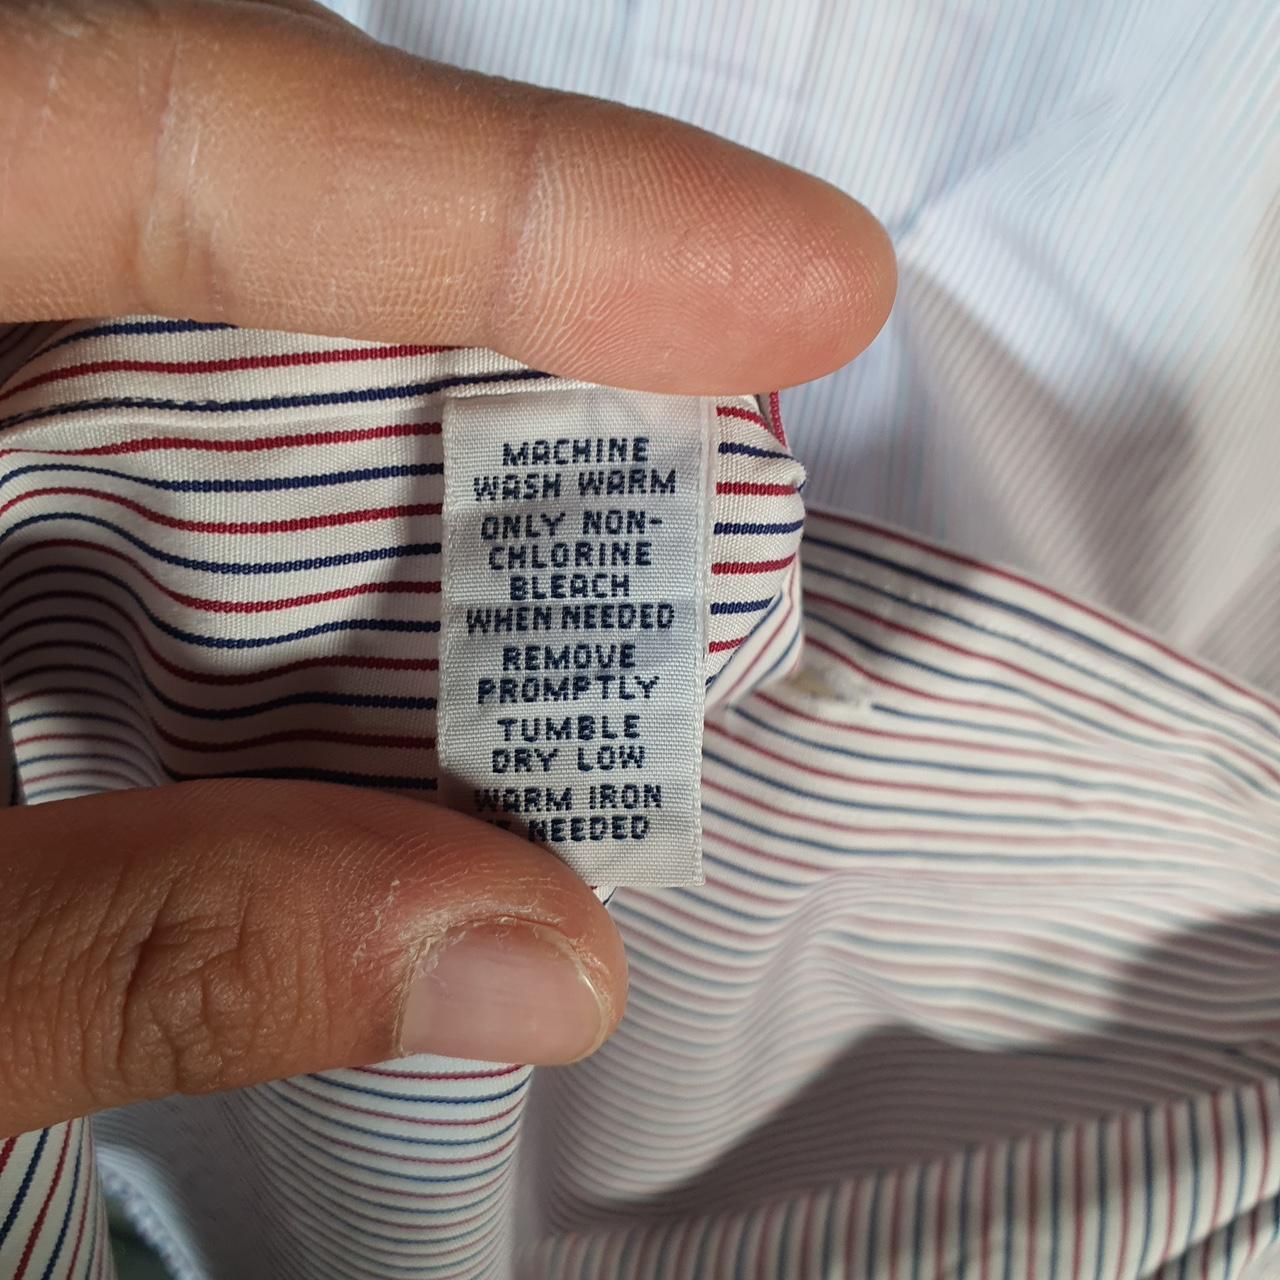 MACHINE
WASH WARM
ONLY NON-
CHLORINE
BLEACH
WHEN NEEDED
REMOVE
PROMPTLY
TUMBLE
DRY LOW
WARM IRON
NEEDED